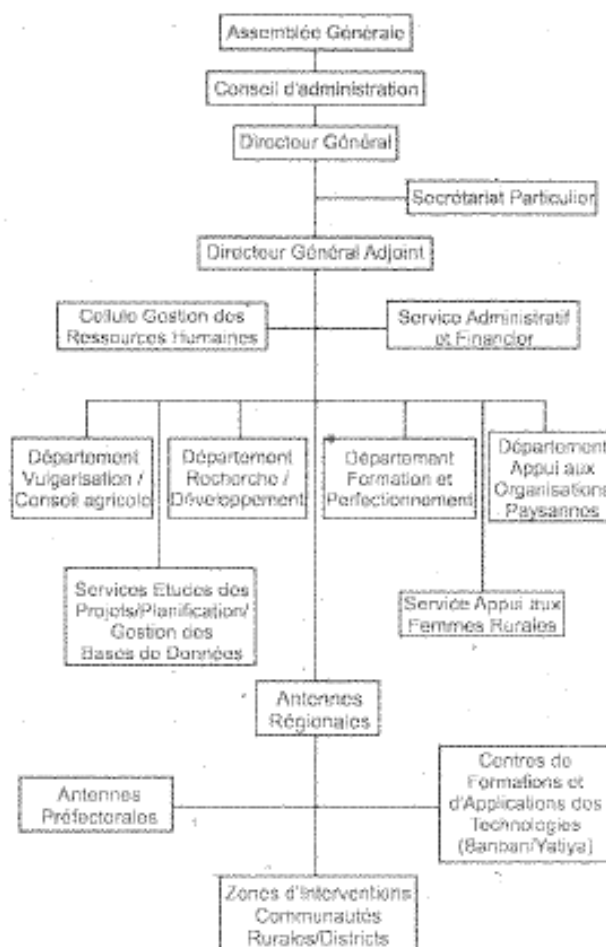 Assemblée Générale
Conseil d'administration
Directeur Général
Secrétariat Particulier
Directeur Général Adjoint
Cellule Gestion des
Ressources Humaines
Service Administratif
et Financier
Département
Vulgarisation /
Conseil agricole
Département
Recherche /
Développement
Département
Formation et
Perfectionnement
Département
Appui aux
Organisations
Paysannes
Services Etudes des
Projets/Planification/
Gestion des
Bases de Données
Service Appui aux
Femmes Rurales
Antennes
Régionales
Antennes
Préfectorales
Centres de
Formations et
d'Applications des
Technologies
(Banban/Yatiya)
Zones d'Interventions
Communautés
Rurales/Districts